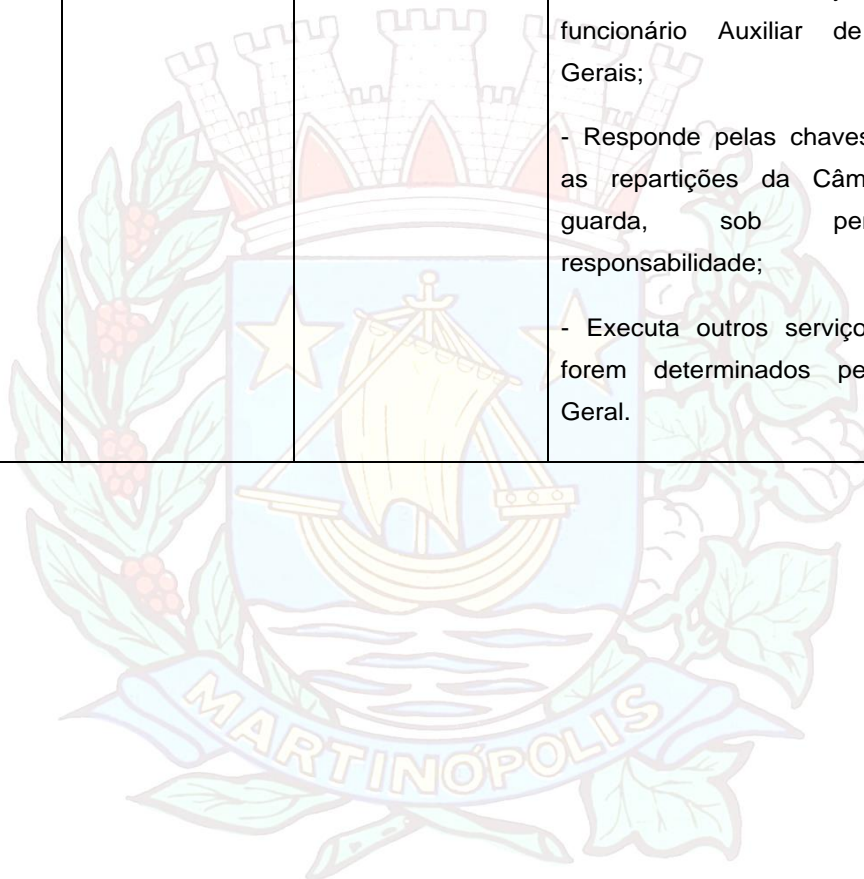 funcionário Auxiliar de
Gerais;
- Responde pelas chaves
as repartições da Câm
guarda, sob per
responsabilidade;
- Executa outros serviço
forem determinados pe
Geral.
MARTINÓPOLIS